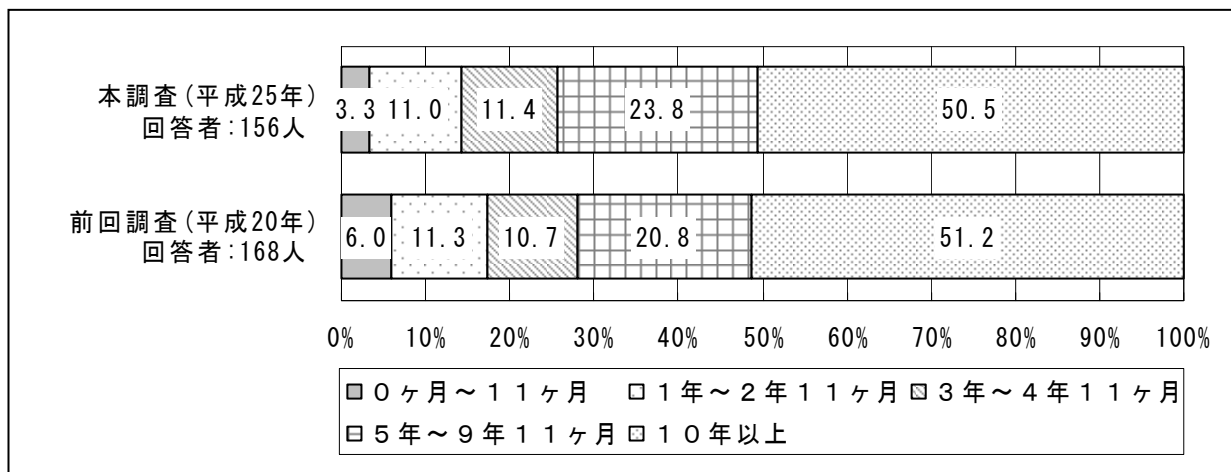 本調査(平成25年)
回答者:156人
3.3 11.0 11.4 23.8 50.5
前回調査(平成20年)
回答者:168人
6.0 11.3 10.7 20.8 51.2
0% 10% 20% 30% 40% 50% 60% 70% 80% 90% 100%
０ヶ月～１１ヶ月 １年～２年１１ヶ月 ３年～４年１１ヶ月
５年～９年１１ヶ月 １０年以上